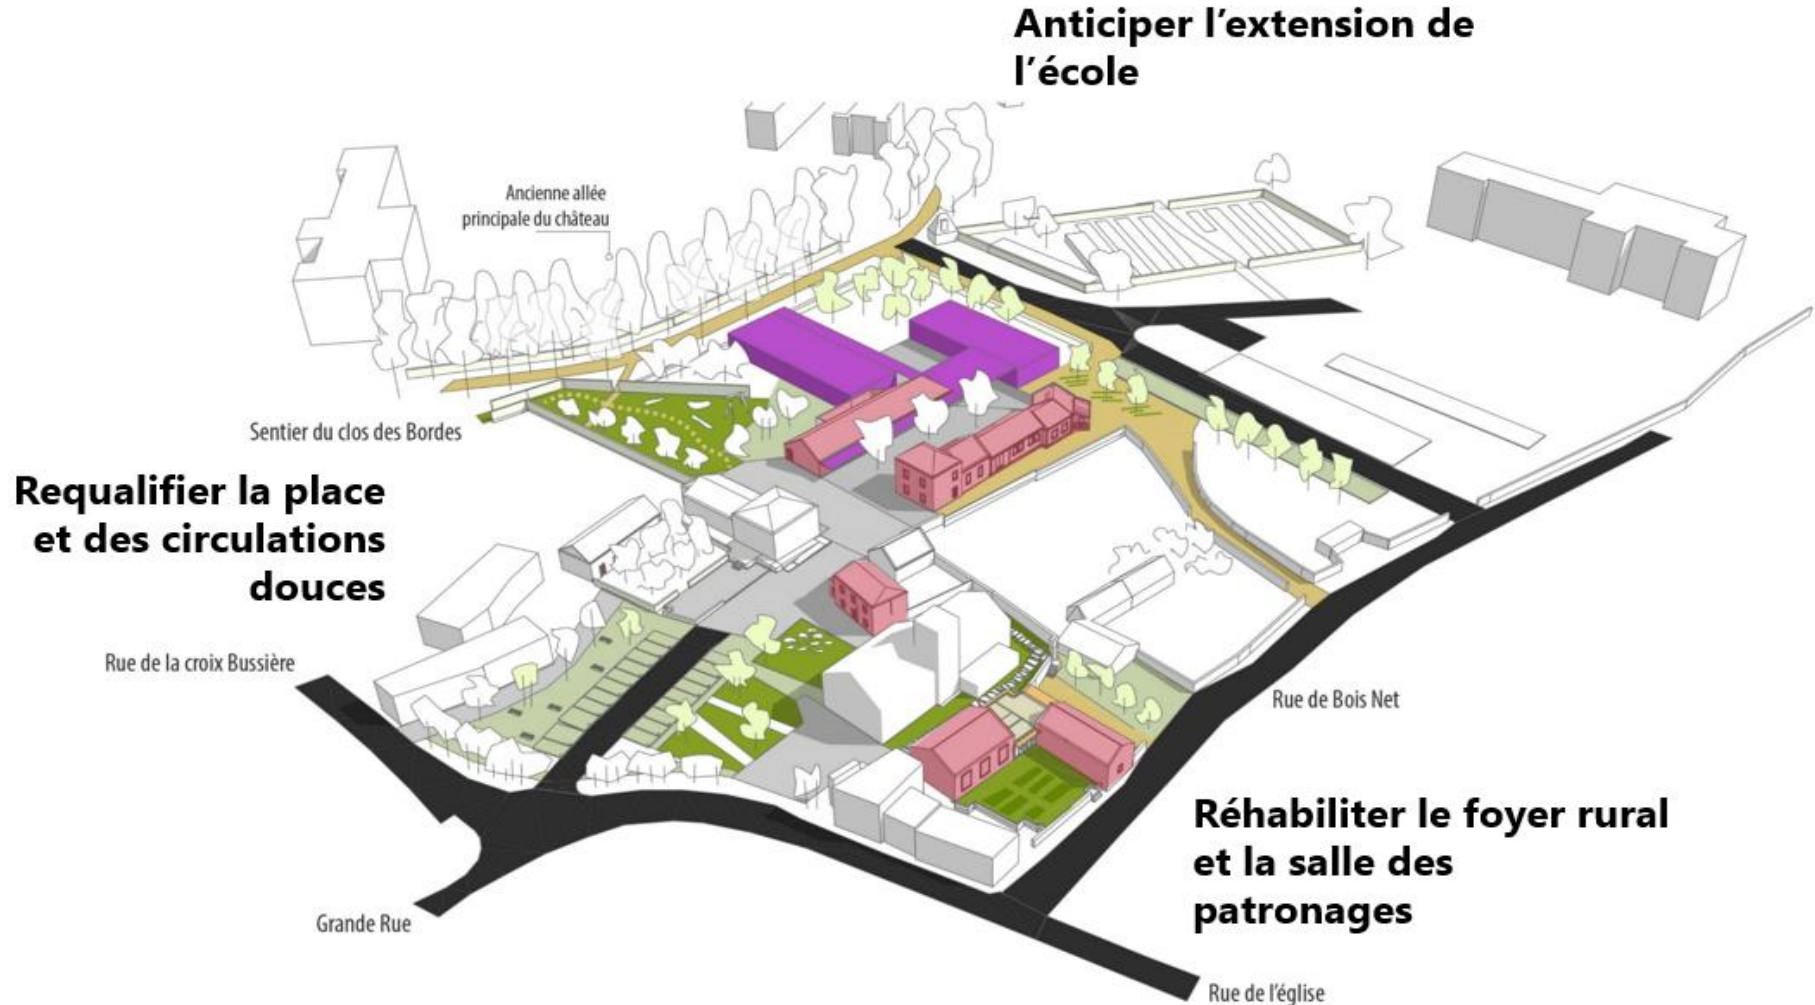 Anticiper l’extension de
l’école
Ancienne allée
principale du château
Sentier du clos des Bordes
Requalifier la place
et des circulations
douces
Rue de la croix Bussière
Rue de Bois Net
Réhabiliter le foyer rural
et la salle des
patronages
Grande Rue
Rue de l’église